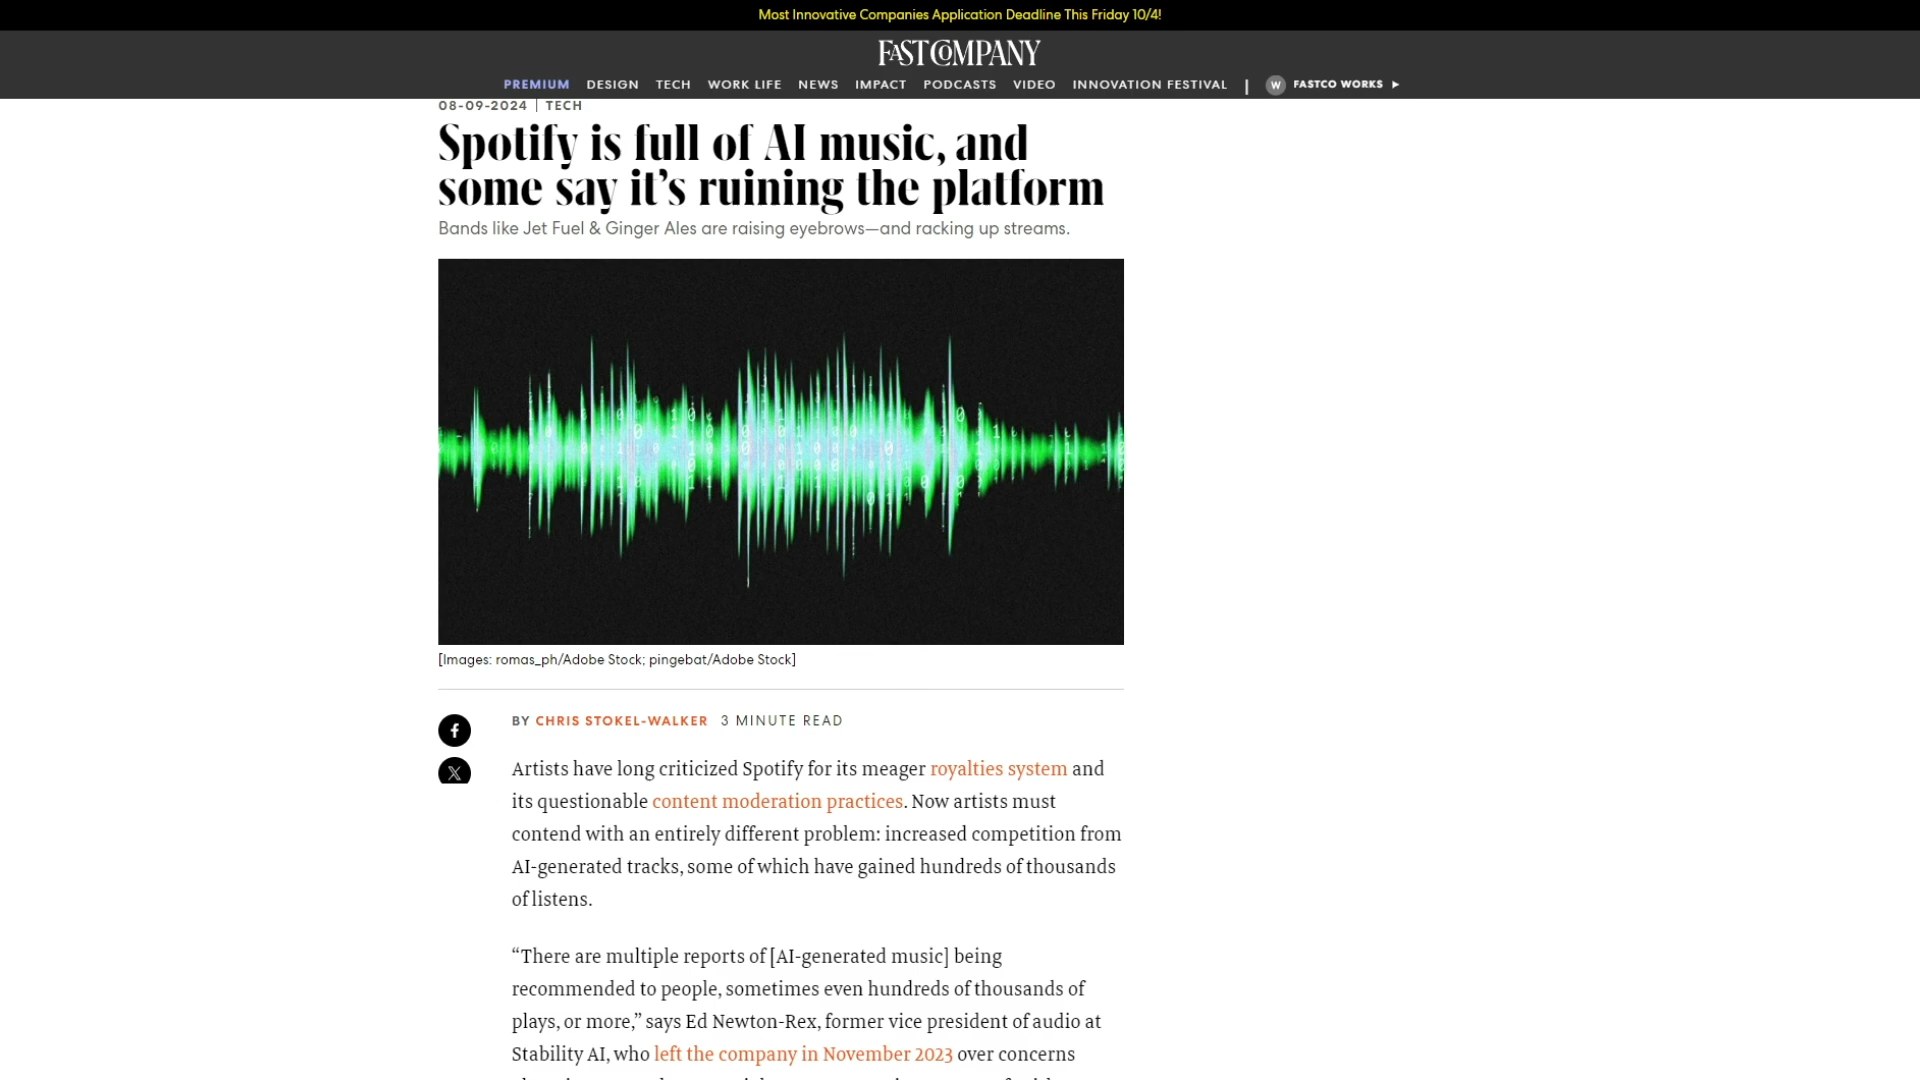 Most Innovative Companies Application Deadline This Friday 10/4!
FAST COMPANY
PREMIUM DESIGN TECH WORK LIFE NEWS IMPACT PODCASTS VIDEO INNOVATION FESTIVAL | W FASTCO WORKS
08-09-2024 | TECH
Spotify is full of AI music, and
some say it's ruining the platform
Bands like Jet Fuel & Ginger Ales are raising eyebrows—and racking up streams.
[Images: romas_ph/Adobe Stock; pingebat/Adobe Stock]
BY CHRIS STOKEL-WALKER 3 MINUTE READ
Artists have long criticized Spotify for its meager royalties system and
its questionable content moderation practices. Now artists must
contend with an entirely different problem: increased competition from
AI-generated tracks, some of which have gained hundreds of thousands
of listens.
“There are multiple reports of [AI-generated music] being
recommended to people, sometimes even hundreds of thousands of
plays, or more,” says Ed Newton-Rex, former vice president of audio at
Stability AI, who left the company in November 2023 over concerns